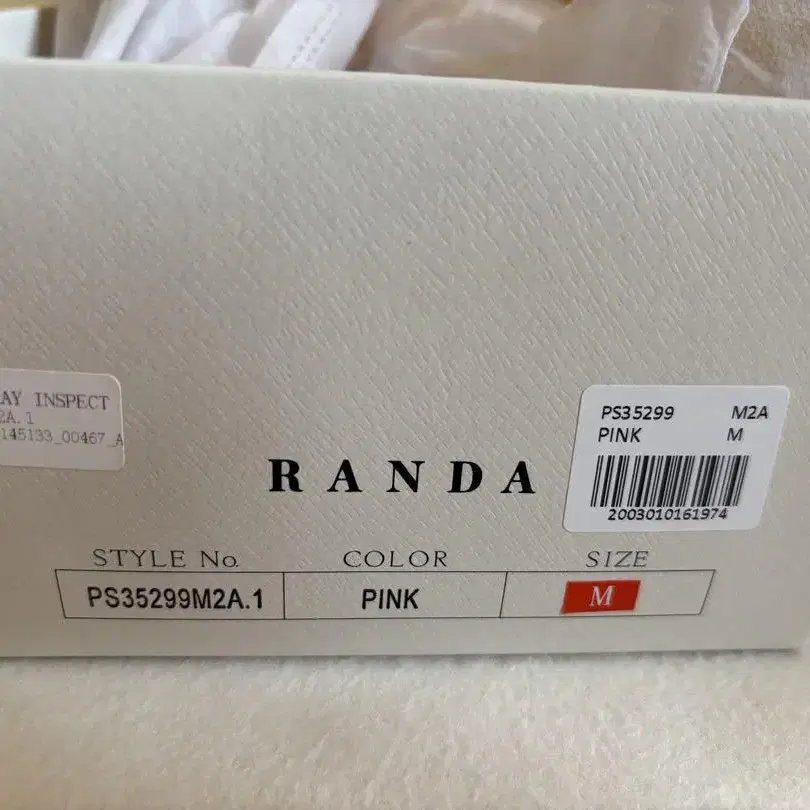 AY INSPECT
2A.1
145133_00467_A
PS35299 M2A
PINK M
2003010161974
RANDA
STYLE No. COLOR SIZE
PS35299M2A.1 PINK M